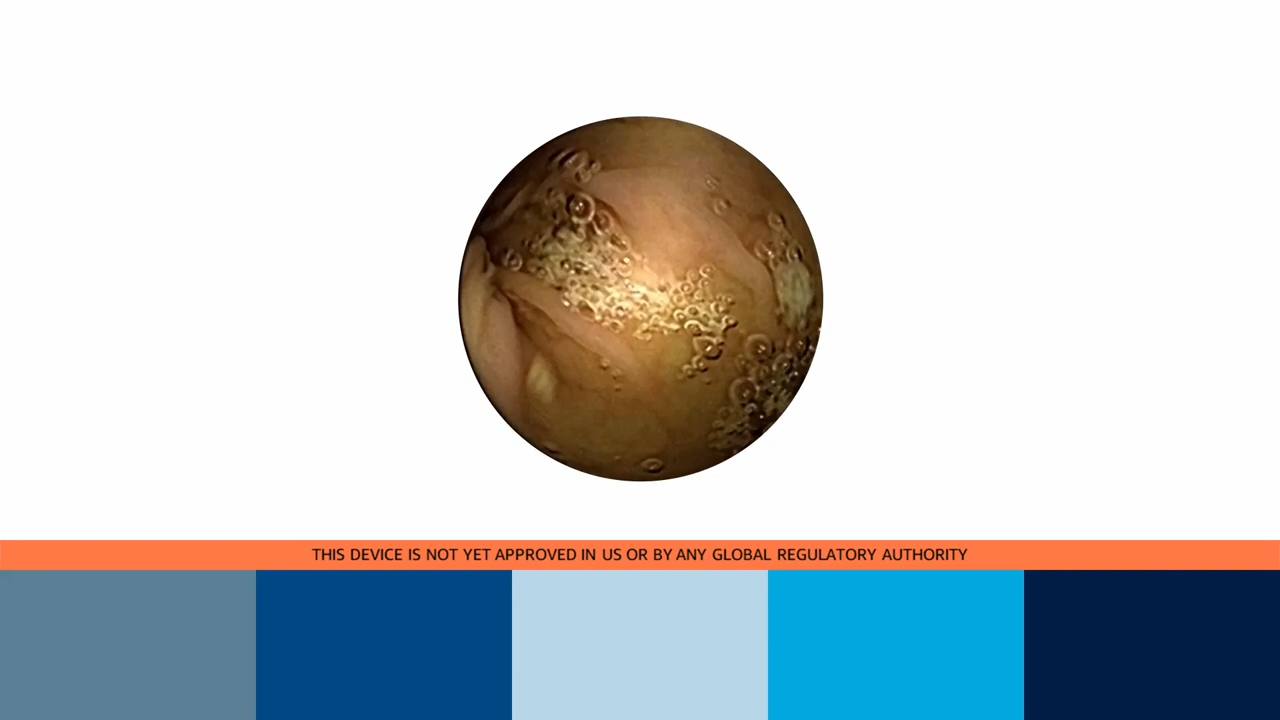 THIS DEVICE IS NOT YET APPROVED IN US OR BY ANY GLOBAL REGULATORY AUTHORITY